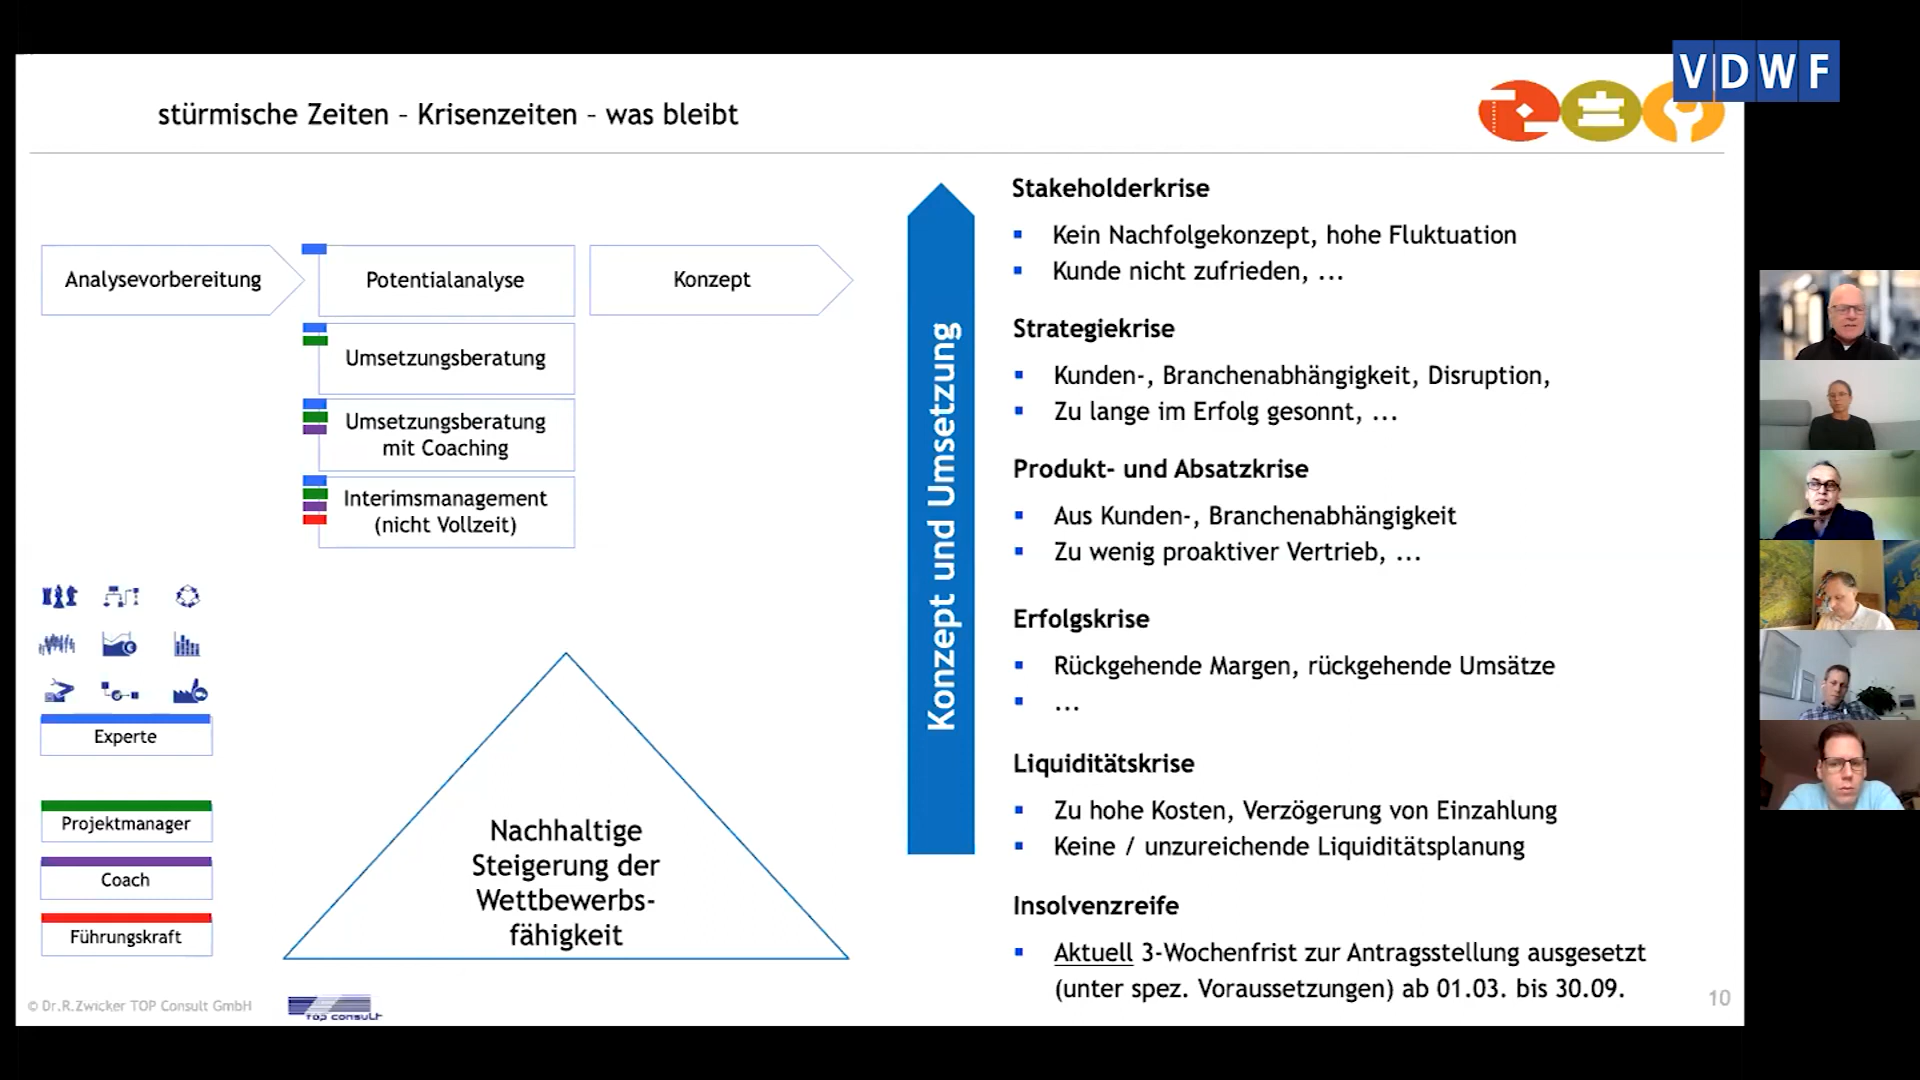 VDWF
stürmische Zeiten – Krisenzeiten – was bleibt
Analysevorbereitung
Potentialanalyse
Konzept
Umsetzungsberatung
Umsetzungsberatung
mit Coaching
Interimsmanagement
(nicht Vollzeit)
Experte
Projektmanager
Coach
Führungskraft
Nachhaltige
Steigerung der
Wettbewerbs-
fähigkeit
Konzept und Umsetzung
Stakeholderkrise
Kein Nachfolgekonzept, hohe Fluktuation
Kunde nicht zufrieden, ...
Strategiekrise
Kunden-, Branchenabhängigkeit, Disruption,
Zu lange im Erfolg gesonnt, ...
Produkt- und Absatzkrise
Aus Kunden-, Branchenabhängigkeit
Zu wenig proaktiver Vertrieb, ...
Erfolgskrise
Rückgehende Margen, rückgehende Umsätze
...
Liquiditätskrise
Zu hohe Kosten, Verzögerung von Einzahlung
Keine / unzureichende Liquiditätsplanung
Insolvenzreife
Aktuell 3-Wochenfrist zur Antragsstellung ausgesetzt
(unter spez. Voraussetzungen) ab 01.03. bis 30.09.
© Dr.R.Zwicker TOP Consult GmbH
TOP CONSULT
10